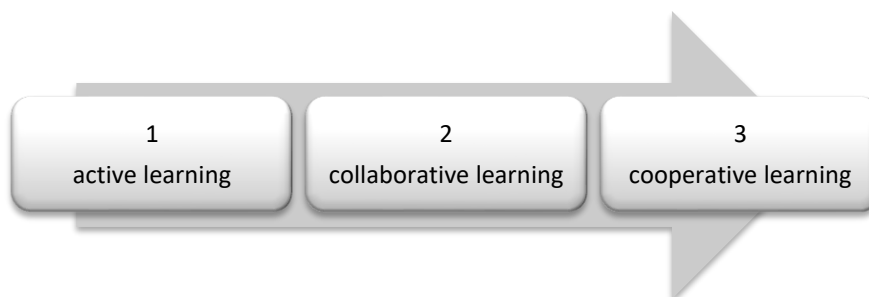 1
active learning
2
collaborative learning
3
cooperative learning